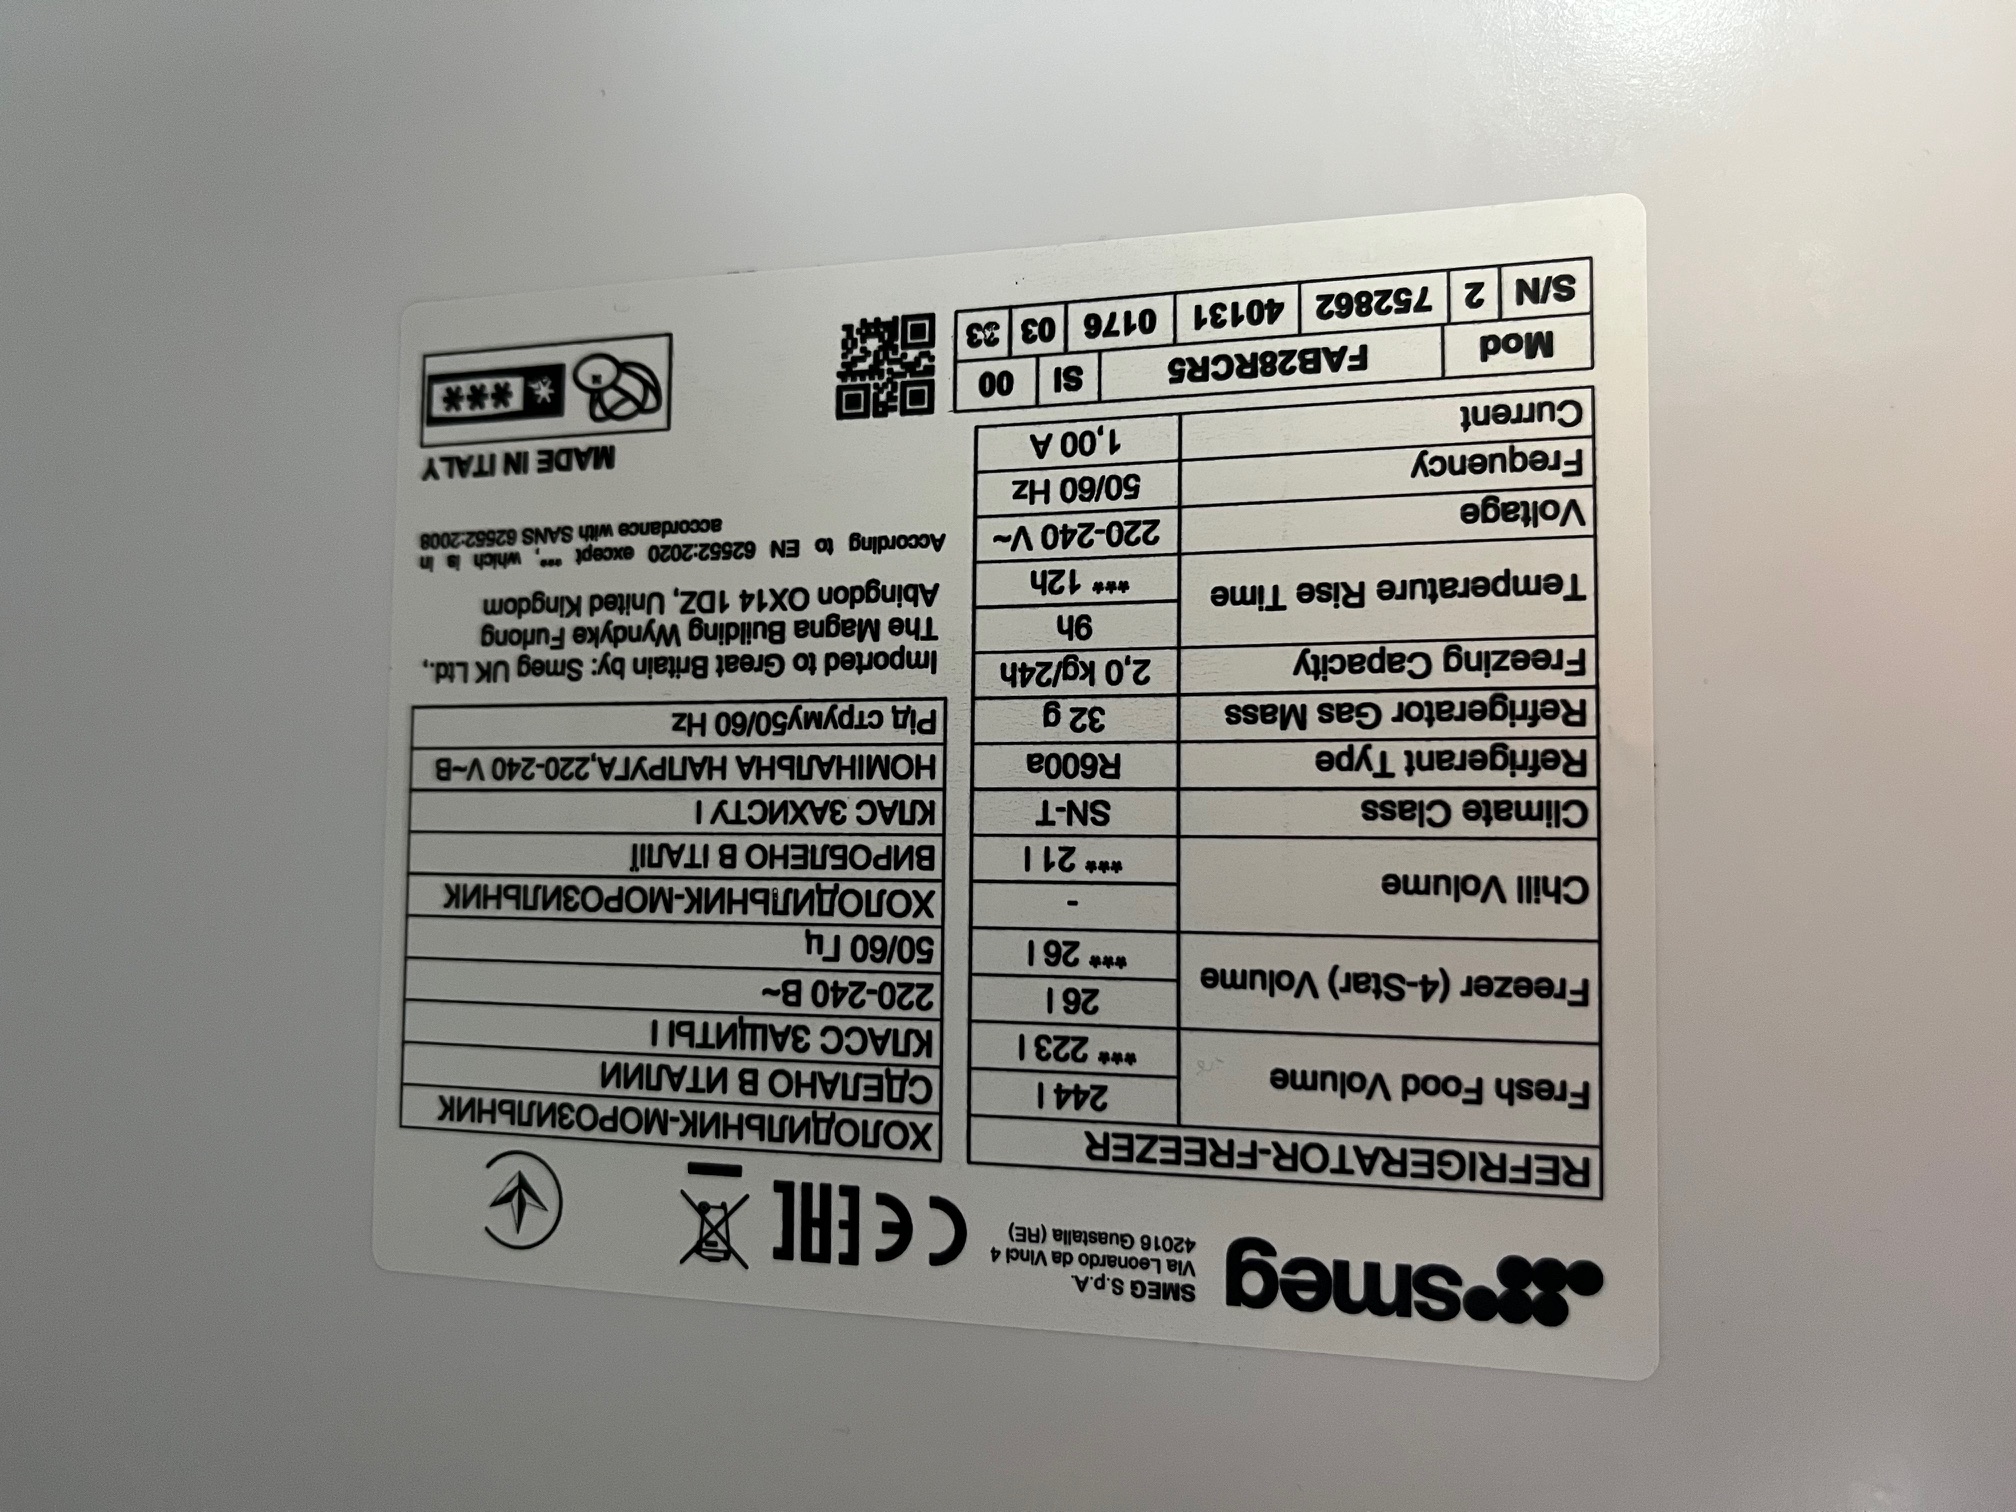 smeg
SMEG S.p.A.
Via Leonardo da Vinci 4
42016 Guastalla (RE)
CE EAC
REFRIGERATOR-FREEZER
Fresh Food Volume 244 l
*** 223 l
Freezer (4-Star) Volume 26 l
*** 26 l
Chill Volume -
*** 21 l
Climate Class SN-T
Refrigerant Type R600a
Refrigerator Gas Mass 32 g
Freezing Capacity 2,0 kg/24h
Temperature Rise Time 9h
*** 12h
Voltage 220-240 V~
Frequency 50/60 Hz
Current 1,00 A
Mod FAB28RCR5 SI 00
S/N 2 752862 40131 0176 03 33
ХОЛОДИЛЬНИК-МОРОЗИЛЬНИК
СДЕЛАНО В ИТАЛИИ
КЛАСС ЗАЩИТЫ I
220-240 В~
50/60 Гц
ХОЛОДИЛЬНИК-МОРОЗИЛЬНИК
ВИРОБЛЕНО В ІТАЛІЇ
КЛАС ЗАХИСТУ I
НОМІНАЛЬНА НАПРУГА,220-240 V~В
Рід струму50/60 Hz
Imported to Great Britain by: Smeg UK Ltd.,
The Magna Building Wyndyke Furlong
Abingdon OX14 1DZ, United Kingdom
According to EN 62552:2020 except ***, which is in
accordance with SANS 62552:2008
MADE IN ITALY